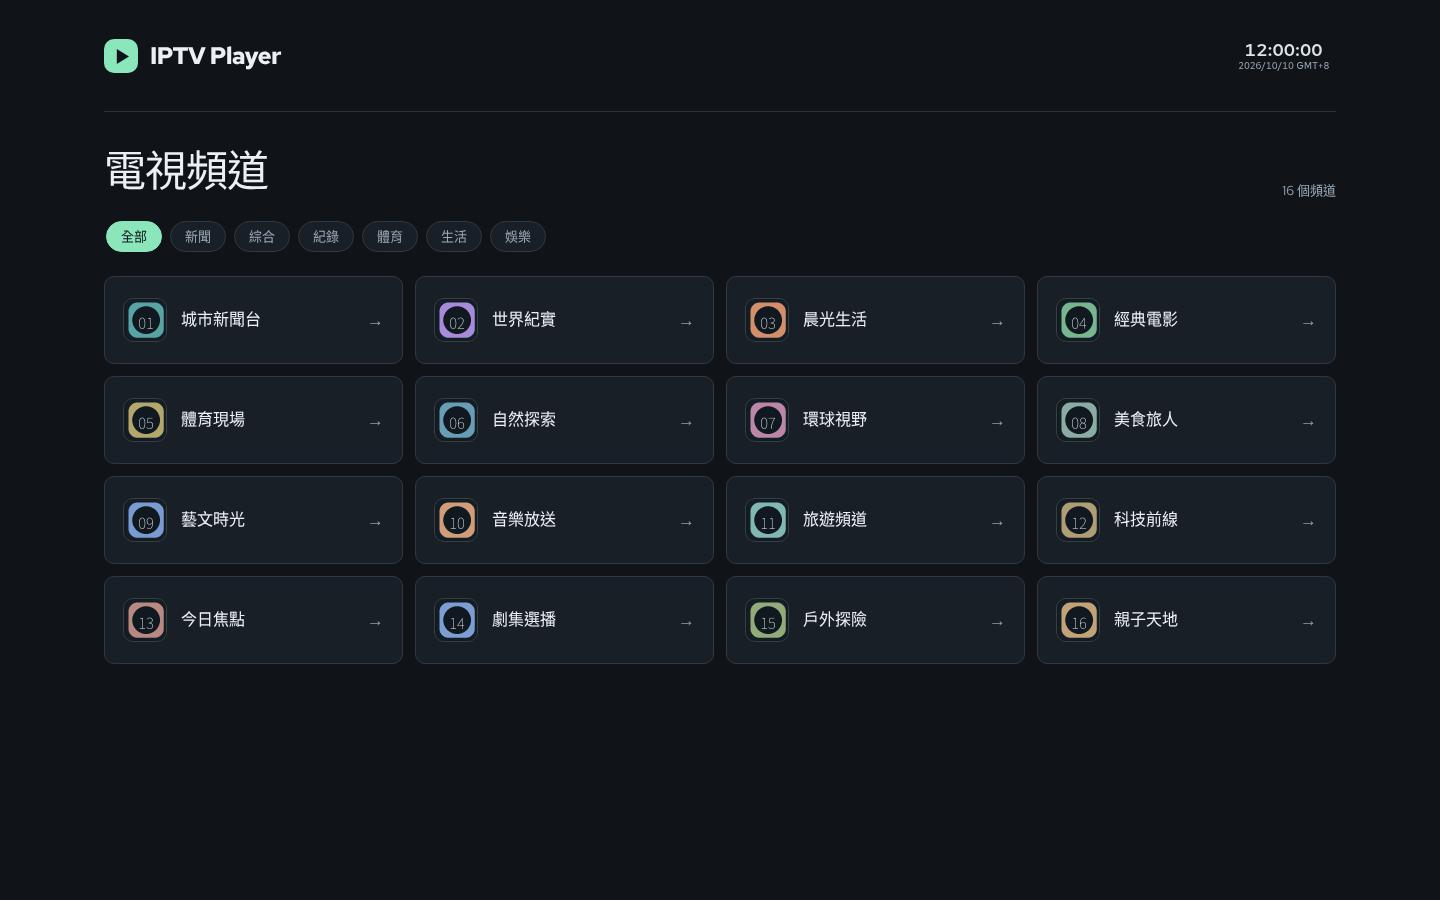 IPTV Player
12:00:00
2026/10/10 GMT+8
電視頻道
16 個頻道
全部 新聞 綜合 紀錄 體育 生活 娛樂
01 城市新聞台 →
02 世界紀實 →
03 晨光生活 →
04 經典電影 →
05 體育現場 →
06 自然探索 →
07 環球視野 →
08 美食旅人 →
09 藝文時光 →
10 音樂放送 →
11 旅遊頻道 →
12 科技前線 →
13 今日焦點 →
14 劇集選播 →
15 戶外探險 →
16 親子天地 →